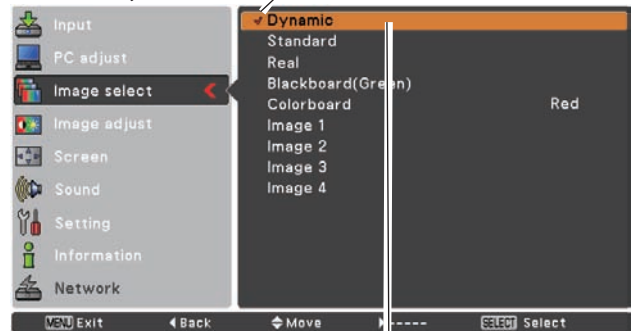 Input
PC adjust
Image select
Image adjust
Screen
Sound
Setting
Information
Network
Dynamic
Standard
Real
Blackboard(Green)
Colorboard Red
Image 1
Image 2
Image 3
Image 4
MENU Exit Back Move ----- SELECT Select